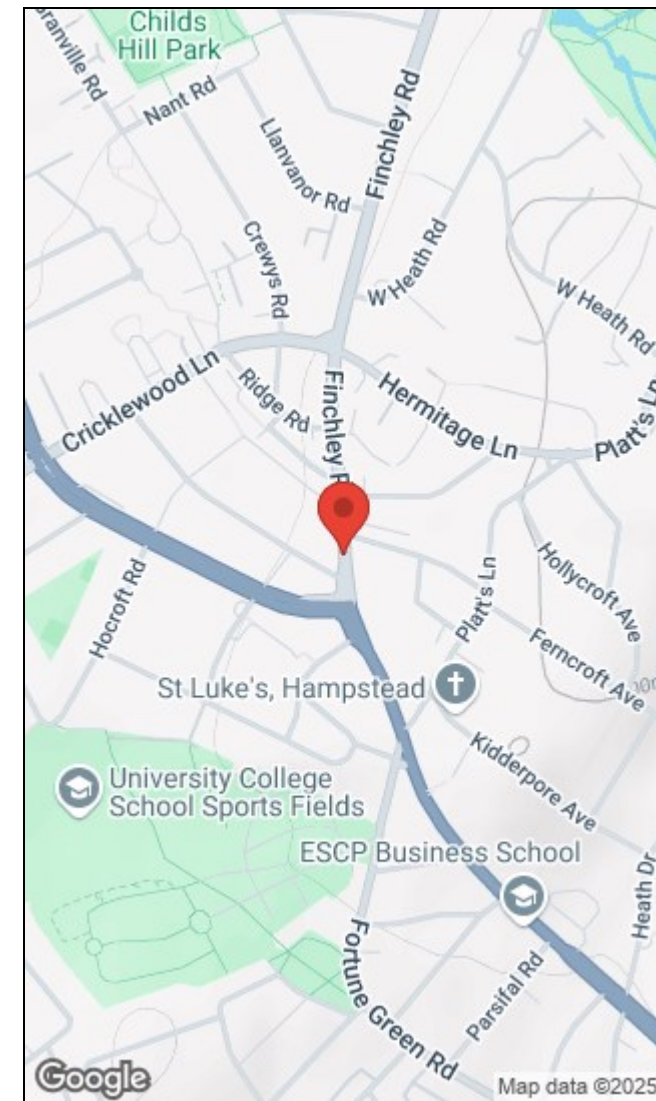 Childs
Hill Park
Granville Rd
Nant Rd
Llanvanor Rd
Finchley Rd
Crewys Rd
W Heath Rd
W Heath Rd
Cricklewood Ln
Ridge Rd
Finchley R
Hermitage Ln
Platt's Ln
Hocroft Rd
Platt's Ln
Hollycroft Ave
Ferncroft Ave
St Luke's, Hampstead
Kidderpore Ave
University College
School Sports Fields
ESCP Business School
Heath Dr
Fortune Green Rd
Parsifal Rd
Google
Map data ©2025